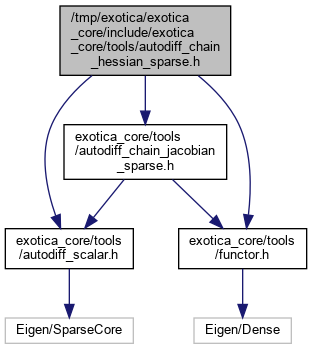 /tmp/exotica/exotica
_core/include/exotica
_core/tools/autodiff_chain
_hessian_sparse.h
exotica_core/tools
/autodiff_chain_jacobian
_sparse.h
exotica_core/tools
/autodiff_scalar.h
exotica_core/tools
/functor.h
Eigen/SparseCore
Eigen/Dense